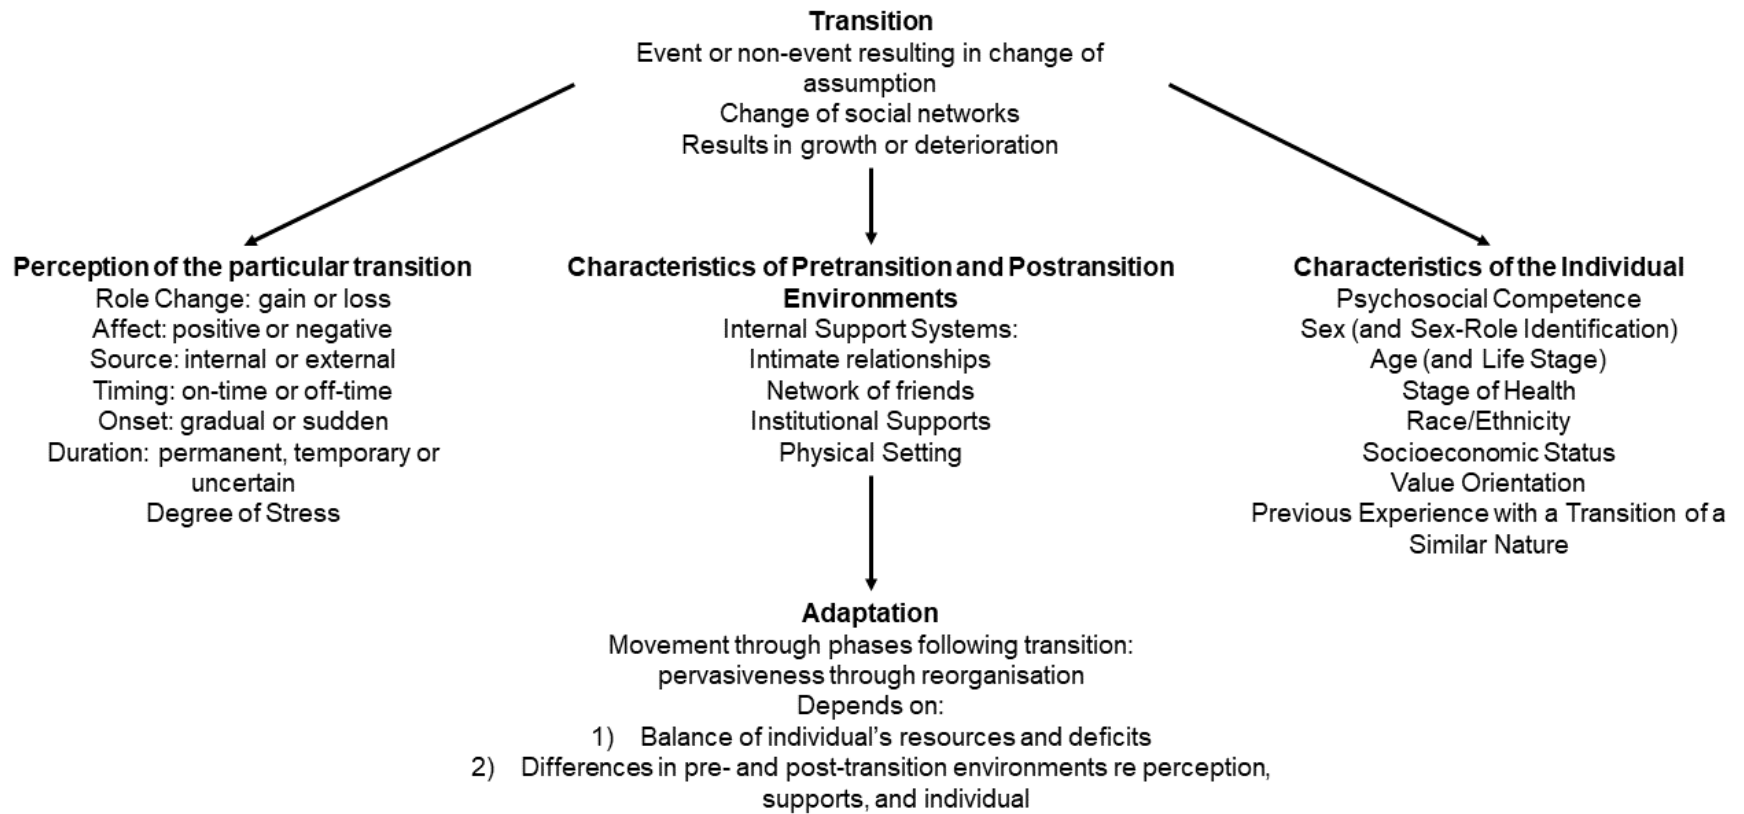 Transition
Event or non-event resulting in change of
assumption
Change of social networks
Results in growth or deterioration
Perception of the particular transition
Role Change: gain or loss
Affect: positive or negative
Source: internal or external
Timing: on-time or off-time
Onset: gradual or sudden
Duration: permanent, temporary or
uncertain
Degree of Stress
Characteristics of Pretransition and Postransition
Environments
Internal Support Systems:
Intimate relationships
Network of friends
Institutional Supports
Physical Setting
Characteristics of the Individual
Psychosocial Competence
Sex (and Sex-Role Identification)
Age (and Life Stage)
Stage of Health
Race/Ethnicity
Socioeconomic Status
Value Orientation
Previous Experience with a Transition of a
Similar Nature
Adaptation
Movement through phases following transition:
pervasiveness through reorganisation
Depends on:
1) Balance of individual’s resources and deficits
2) Differences in pre- and post-transition environments re perception,
supports, and individual